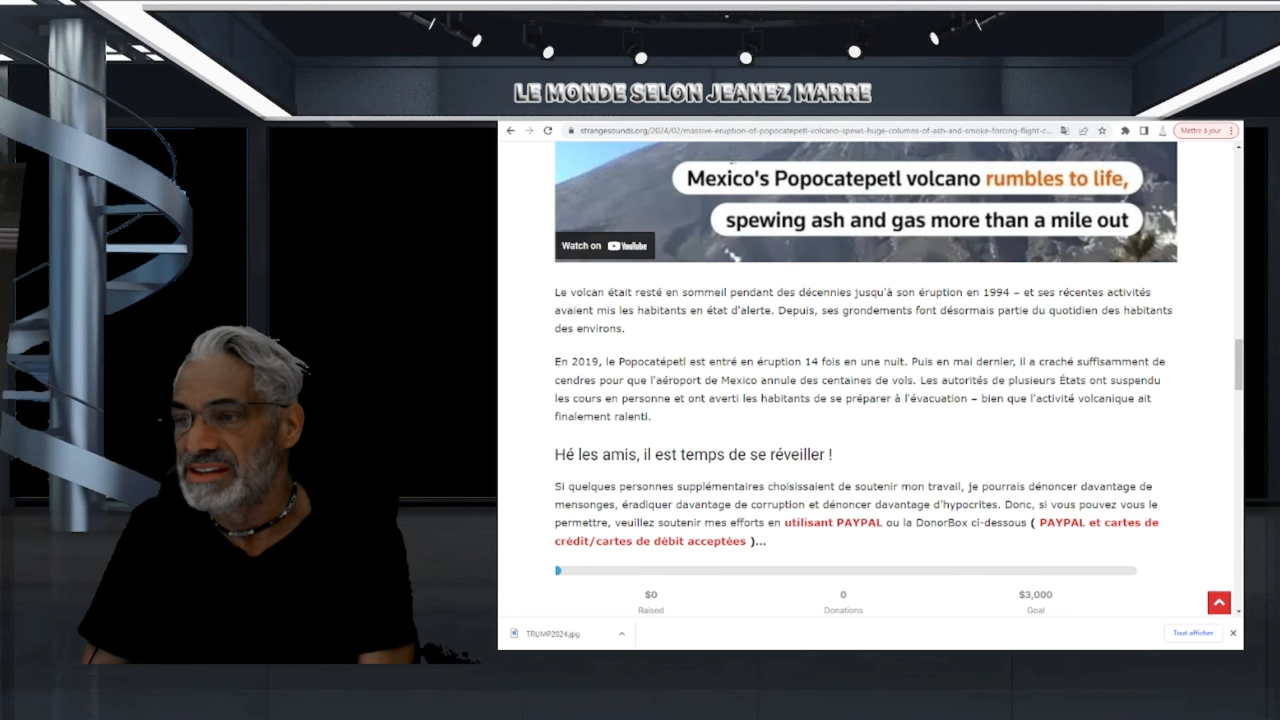 LE MONDE SELON JEANEZ MARRE
strangesounds.org/2024/02/massive-eruption-of-popocatepetl-volcano-spews-huge-columns-of-ash-and-smoke-forcing-flight-c...
Mettre à jour
Mexico's Popocatepetl volcano rumbles to life,
spewing ash and gas more than a mile out
Watch on YouTube
Le volcan était resté en sommeil pendant des décennies jusqu'à son éruption en 1994 – et ses récentes activités
avaient mis les habitants en état d'alerte. Depuis, ses grondements font désormais partie du quotidien des habitants
des environs.
En 2019, le Popocatépetl est entré en éruption 14 fois en une nuit. Puis en mai dernier, il a craché suffisamment de
cendres pour que l'aéroport de Mexico annule des centaines de vols. Les autorités de plusieurs États ont suspendu
les cours en personne et ont averti les habitants de se préparer à l'évacuation – bien que l'activité volcanique ait
finalement ralenti.
Hé les amis, il est temps de se réveiller !
Si quelques personnes supplémentaires choisissaient de soutenir mon travail, je pourrais dénoncer davantage de
mensonges, éradiquer davantage de corruption et dénoncer davantage d'hypocrites. Donc, si vous pouvez vous le
permettre, veuillez soutenir mes efforts en utilisant PAYPAL ou la DonorBox ci-dessous ( PAYPAL et cartes de
crédit/cartes de débit acceptées )...
$0 0 $3,000
Raised Donations Goal
TRUMP2024.jpg
Tout afficher